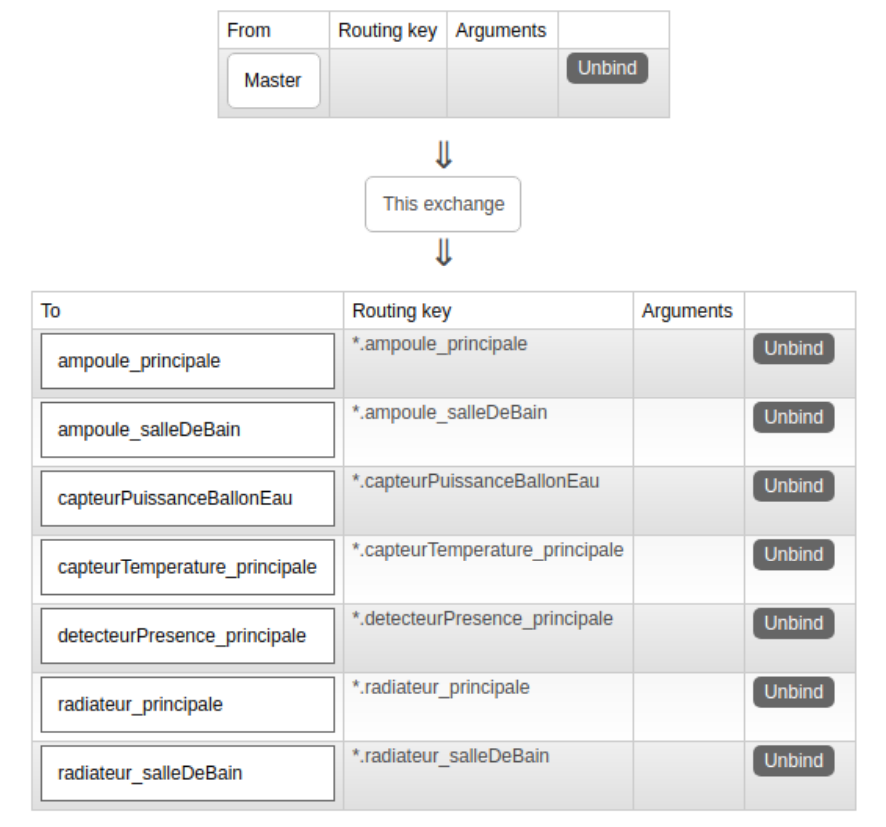 From Routing key Arguments
Master Unbind
⇓
This exchange
⇓
To Routing key Arguments
ampoule_principale *.ampoule_principale Unbind
ampoule_salleDeBain *.ampoule_salleDeBain Unbind
capteurPuissanceBallonEau *.capteurPuissanceBallonEau Unbind
capteurTemperature_principale *.capteurTemperature_principale Unbind
detecteurPresence_principale *.detecteurPresence_principale Unbind
radiateur_principale *.radiateur_principale Unbind
radiateur_salleDeBain *.radiateur_salleDeBain Unbind